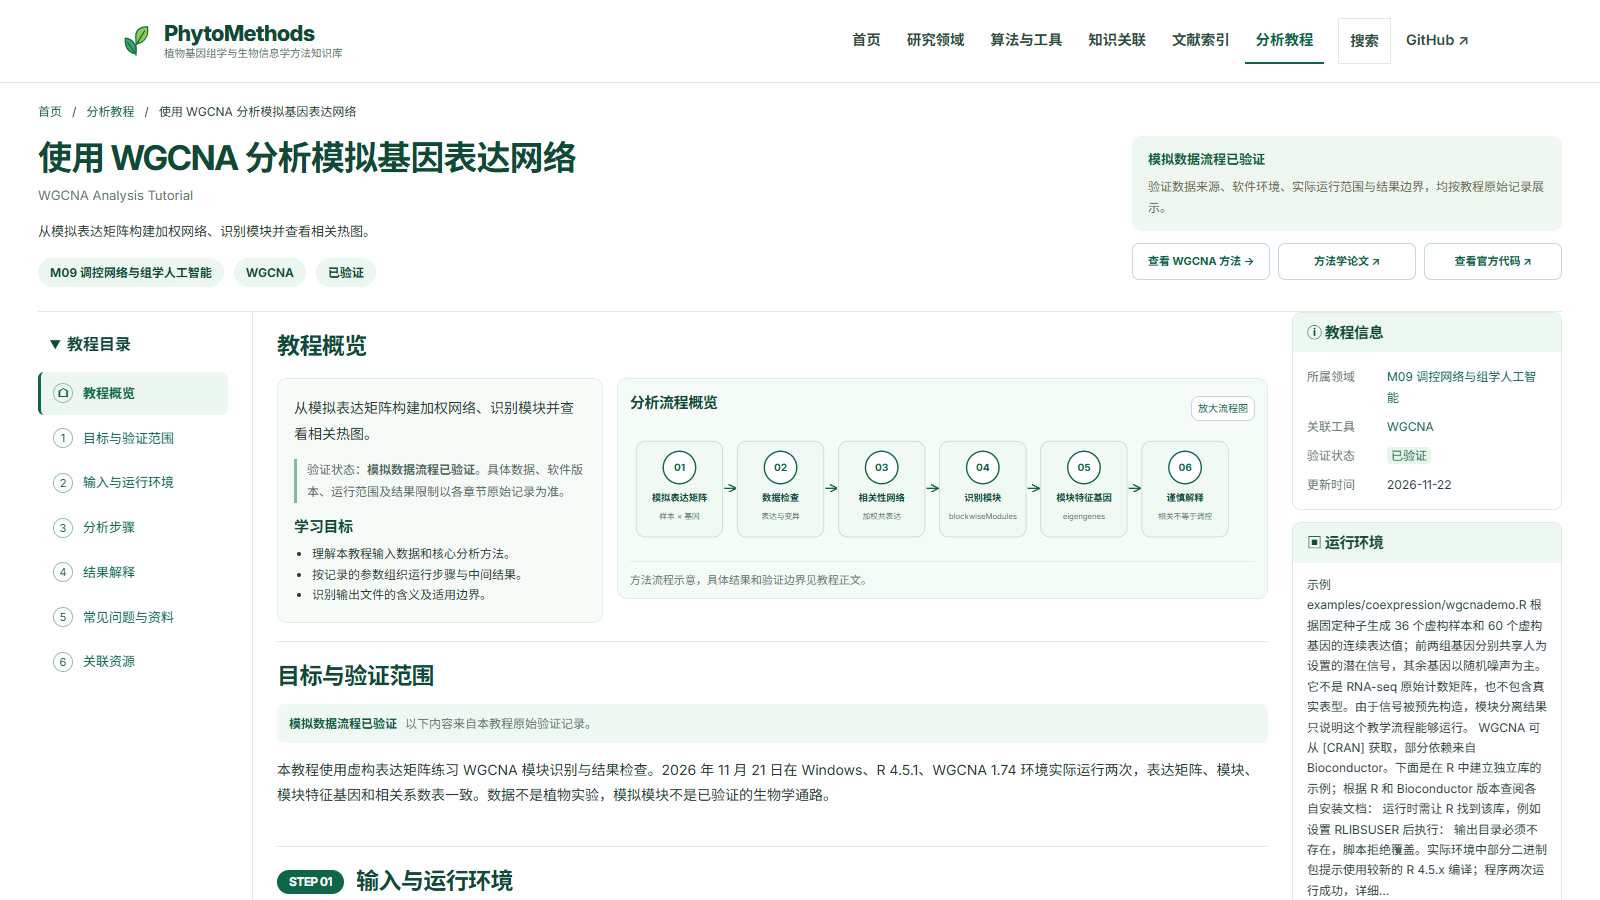 PhytoMethods
植物基因组学与生物信息学方法知识库
首页
研究领域
算法与工具
知识关联
文献索引
分析教程
搜索
GitHub ↗
首页 / 分析教程 / 使用 WGCNA 分析模拟基因表达网络
使用 WGCNA 分析模拟基因表达网络
WGCNA Analysis Tutorial
从模拟表达矩阵构建加权网络、识别模块并查看相关热图。
M09 调控网络与组学人工智能
WGCNA
已验证
模拟数据流程已验证
验证数据来源、软件环境、实际运行范围与结果边界，均按教程原始记录展
示。
查看 WGCNA 方法 →
方法学论文 ↗
查看官方代码 ↗
▼ 教程目录
教程概览
1 目标与验证范围
2 输入与运行环境
3 分析步骤
4 结果解释
5 常见问题与资料
6 关联资源
教程概览
从模拟表达矩阵构建加权网络、识别模块并查
看相关热图。
验证状态：模拟数据流程已验证。具体数据、软件版
本、运行范围及结果限制以各章节原始记录为准。
学习目标
• 理解本教程输入数据和核心分析方法。
• 按记录的参数组织运行步骤与中间结果。
• 识别输出文件的含义及适用边界。
分析流程概览
放大流程图
01
模拟表达矩阵
样本 × 基因
02
数据检查
表达与变异
03
相关性网络
加权共表达
04
识别模块
blockwiseModules
05
模块特征基因
eigengenes
06
谨慎解释
相关不等于调控
方法流程示意，具体结果和验证边界见教程正文。
目标与验证范围
模拟数据流程已验证 以下内容来自本教程原始验证记录。
本教程使用虚构表达矩阵练习 WGCNA 模块识别与结果检查。2026 年 11 月 21 日在 Windows、R 4.5.1、WGCNA 1.74 环境实际运行两次，表达矩阵、模块、
模块特征基因和相关系数表一致。数据不是植物实验，模拟模块不是已验证的生物学通路。
STEP 01 输入与运行环境
ⓘ 教程信息
所属领域 M09 调控网络与组学人工智
能
关联工具 WGCNA
验证状态 已验证
更新时间 2026-11-22
▣ 运行环境
示例
examples/coexpression/wgcnademo.R 根
据固定种子生成 36 个虚构样本和 60 个虚构
基因的连续表达值；前两组基因分别共享人为
设置的潜在信号，其余基因以随机噪声为主。
它不是 RNA-seq 原始计数矩阵，也不包含真
实表型。由于信号被预先构造，模块分离结果
只说明这个教学流程能够运行。 WGCNA 可
从 [CRAN] 获取，部分依赖来自
Bioconductor。下面是在 R 中建立独立库的
示例；根据 R 和 Bioconductor 版本查阅各
自安装文档： 运行时需让 R 找到该库，例如
设置 RLIBSUSER 后执行： 输出目录必须不
存在，脚本拒绝覆盖。实际环境中部分二进制
包提示使用较新的 R 4.5.x 编译；程序两次运
行成功，详细...